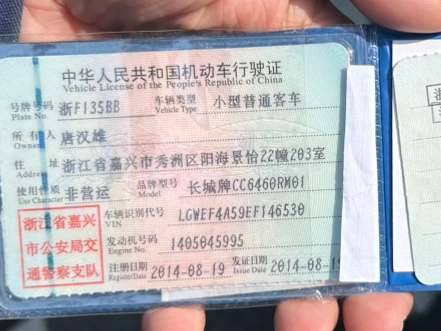 中华人民共和国机动车行驶证
Vehicle License of the People's Republic of China
号牌号码 浙F135BB 车辆类型 小型普通客车
Plate No. Vehicle Type
所有人 唐汉雄
Owner
住址 浙江省嘉兴市秀洲区阳海景怡22幢203室
Address
使用性质 非营运 品牌型号 长城牌CC6460RM01
Use Character Model
浙江省嘉兴
市公安局交
通警察支队
车辆识别代号 LGWEF4A59EF146530
VIN
发动机号码 1405045995
Engine No.
注册日期 2014-08-19 发证日期 2014-08-1
Register Date Issue Date